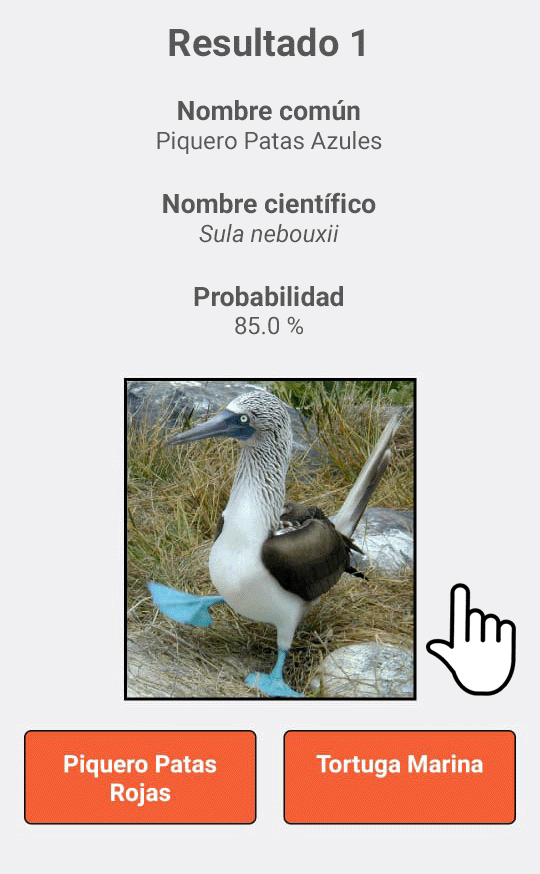 Resultado 1
Nombre común
Piquero Patas Azules
Nombre científico
Sula nebouxii
Probabilidad
85.0 %
Piquero Patas
Rojas
Tortuga Marina